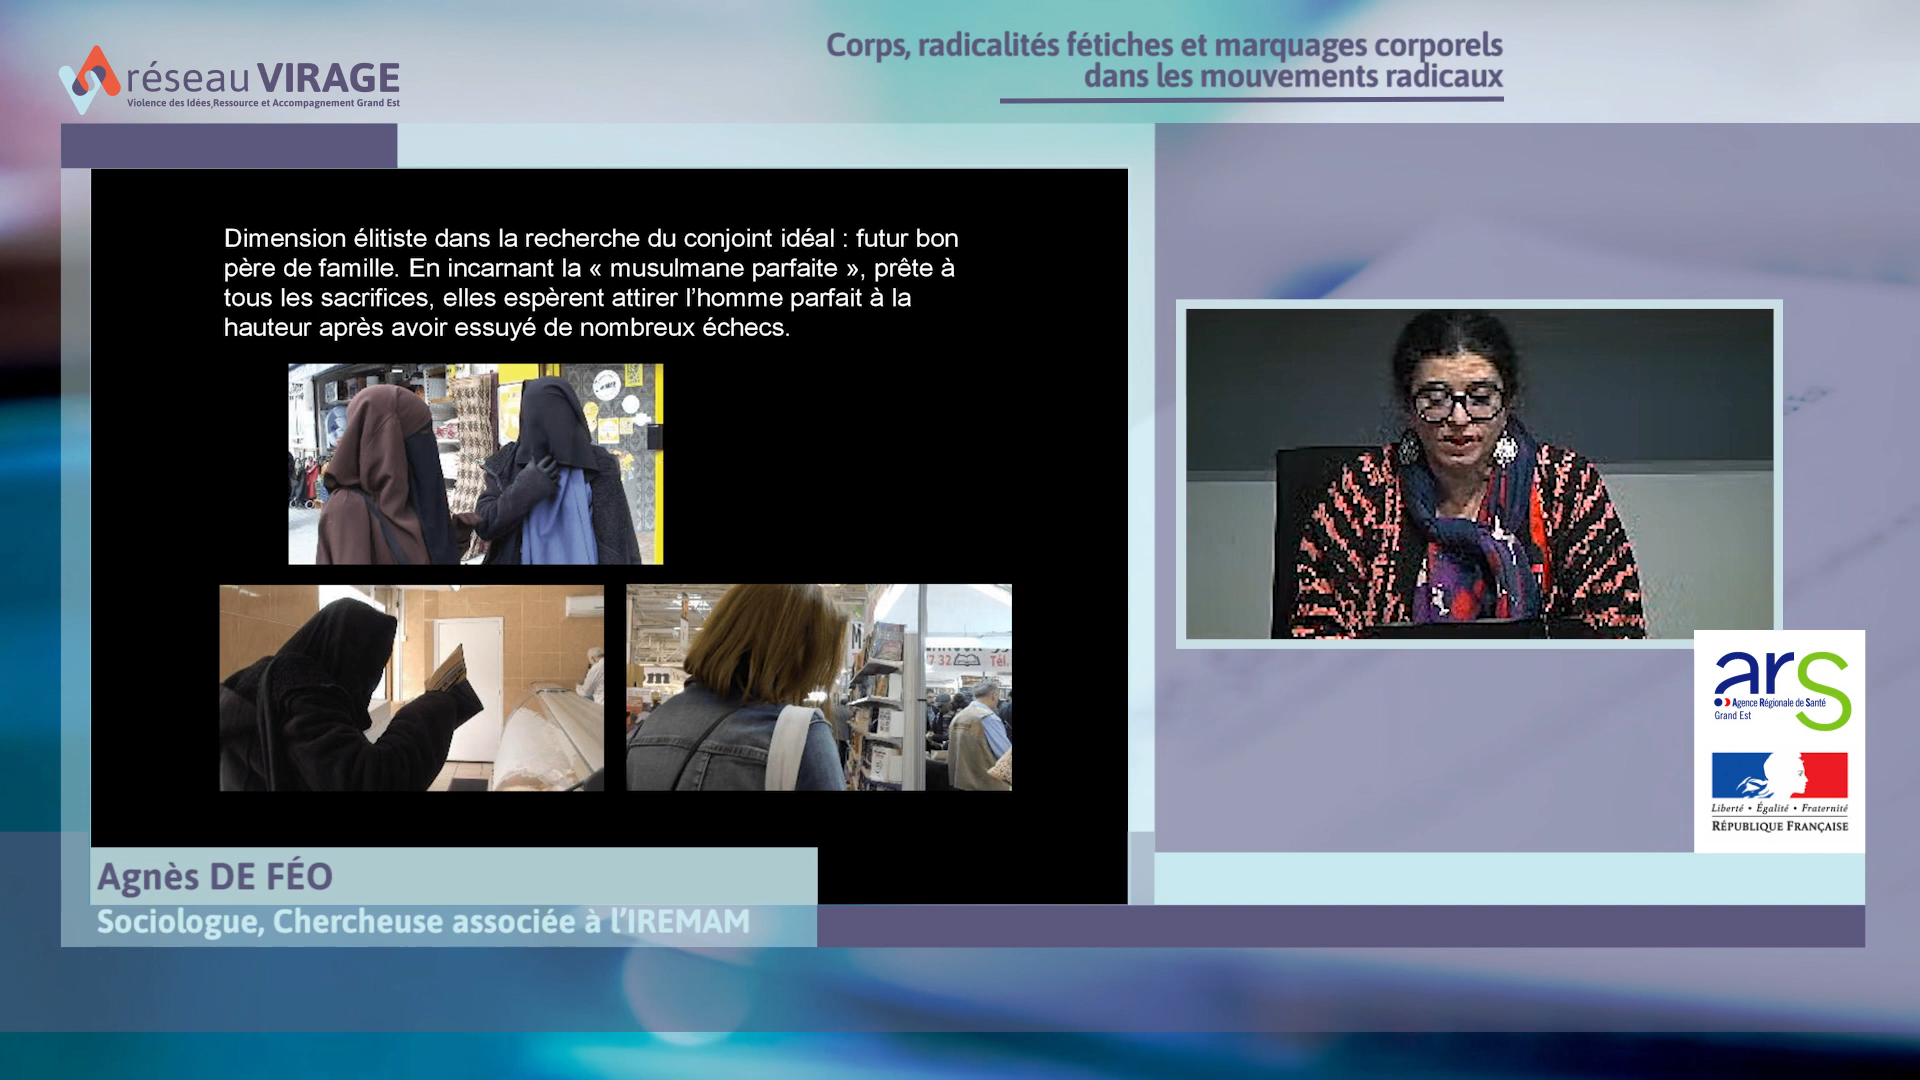 réseau VIRAGE
Violence des Idées,Ressource et Accompagnement Grand Est
Corps, radicalités fétiches et marquages corporels
dans les mouvements radicaux
Dimension élitiste dans la recherche du conjoint idéal : futur bon
père de famille. En incarnant la « musulmane parfaite », prête à
tous les sacrifices, elles espèrent attirer l’homme parfait à la
hauteur après avoir essuyé de nombreux échecs.
7 32
Tél.
ars
Agence Régionale de Santé
Grand Est
Liberté • Égalité • Fraternité
RÉPUBLIQUE FRANÇAISE
Agnès DE FÉO
Sociologue, Chercheuse associée à l’IREMAM